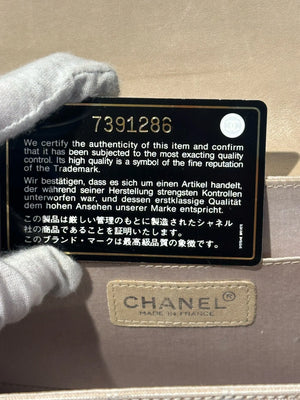 7391286
We certify the authenticity of this item and confirm
that it has been subjected to the most exacting quality
control. Its high quality is a symbol of the fine reputation
of the Trademark.
Wir bestätigen, dass es sich um einen Artikel handelt,
der während seiner Herstellung strengsten Kontrollen
unterworfen war, und dessen erstklassige Qualität
dem hohen Ansehen unserer Marke entspricht.
この製品は厳しい管理のもとに製造されたシャネル
社の商品であることを証明いたします。
このブランド・マークは最高級品質の象徴です。
CHANEL®
MADE IN FRANCE